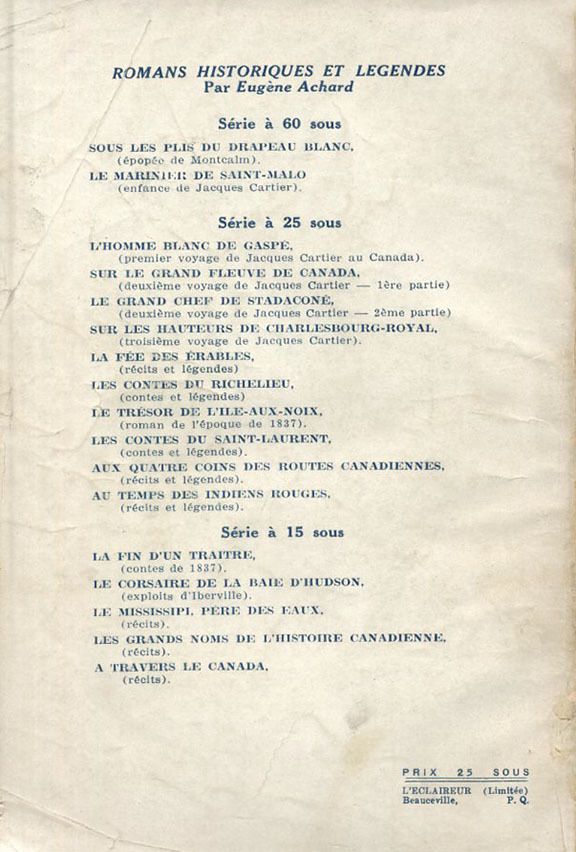 ROMANS HISTORIQUES ET LEGENDES
Par Eugène Achard
Série à 60 sous
SOUS LES PLIS DU DRAPEAU BLANC,
(épopée de Montcalm).
LE MARINIER DE SAINT-MALO
(enfance de Jacques Cartier).
Série à 25 sous
L'HOMME BLANC DE GASPÉ,
(premier voyage de Jacques Cartier au Canada).
SUR LE GRAND FLEUVE DE CANADA,
(deuxième voyage de Jacques Cartier — 1ère partie)
LE GRAND CHEF DE STADACONÉ,
(deuxième voyage de Jacques Cartier — 2ème partie)
SUR LES HAUTEURS DE CHARLESBOURG-ROYAL,
(troisième voyage de Jacques Cartier).
LA FÉE DES ÉRABLES,
(récits et légendes)
LES CONTES DU RICHELIEU,
(contes et légendes)
LE TRÉSOR DE L'ILE-AUX-NOIX,
(roman de l'époque de 1837).
LES CONTES DU SAINT-LAURENT,
(contes et légendes).
AUX QUATRE COINS DES ROUTES CANADIENNES,
(récits et légendes).
AU TEMPS DES INDIENS ROUGES,
(récits et légendes).
Série à 15 sous
LA FIN D'UN TRAITRE,
(contes de 1837).
LE CORSAIRE DE LA BAIE D'HUDSON,
(exploits d'Iberville).
LE MISSISSIPI, PÈRE DES EAUX,
(récits).
LES GRANDS NOMS DE L'HISTOIRE CANADIENNE,
(récits).
A TRAVERS LE CANADA,
(récits).
PRIX 25 SOUS
L'ECLAIREUR (Limitée)
Beauceville, P. Q.